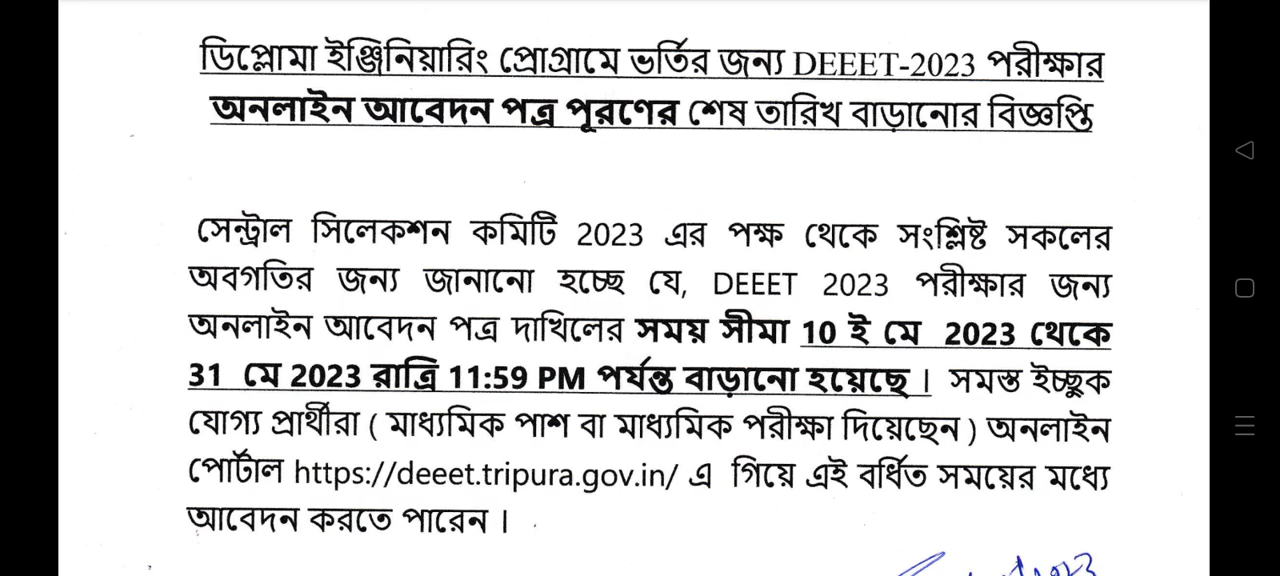 ডিপ্লোমা ইঞ্জিনিয়ারিং প্রোগ্রামে ভর্তির জন্য DEEET-2023 পরীক্ষার
অনলাইন আবেদন পত্র পূরণের শেষ তারিখ বাড়ানোর বিজ্ঞপ্তি
সেন্ট্রাল সিলেকশন কমিটি 2023 এর পক্ষ থেকে সংশ্লিষ্ট সকলের
অবগতির জন্য জানানো হচ্ছে যে, DEEET 2023 পরীক্ষার জন্য
অনলাইন আবেদন পত্র দাখিলের সময় সীমা 10 ই মে 2023 থেকে
31 মে 2023 রাত্রি 11:59 PM পর্যন্ত বাড়ানো হয়েছে । সমস্ত ইচ্ছুক
যোগ্য প্রার্থীরা ( মাধ্যমিক পাশ বা মাধ্যমিক পরীক্ষা দিয়েছেন ) অনলাইন
পোর্টাল https://deeet.tripura.gov.in/ এ গিয়ে এই বর্ধিত সময়ের মধ্যে
আবেদন করতে পারেন ।